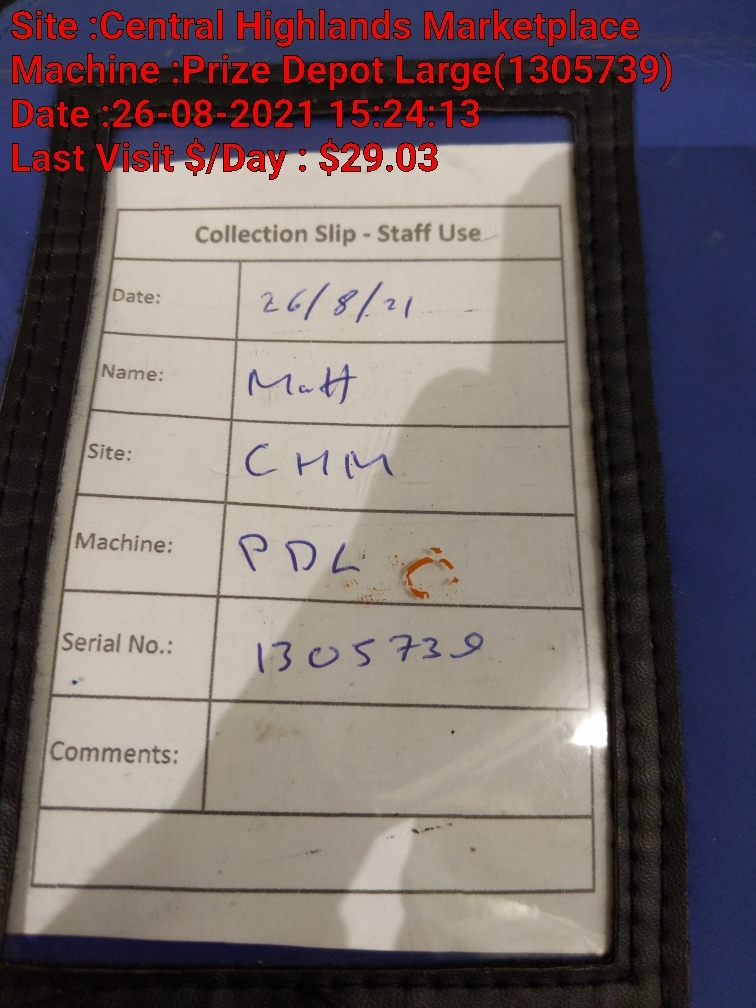 Site :Central Highlands Marketplace
Machine :Prize Depot Large(1305739)
Date :26-08-2021 15:24:13
Last Visit $/Day : $29.03
Collection Slip - Staff Use
Date: 26/8/21
Name: Matt
Site: CHM
Machine: PDL
Serial No.: 1305739
Comments: